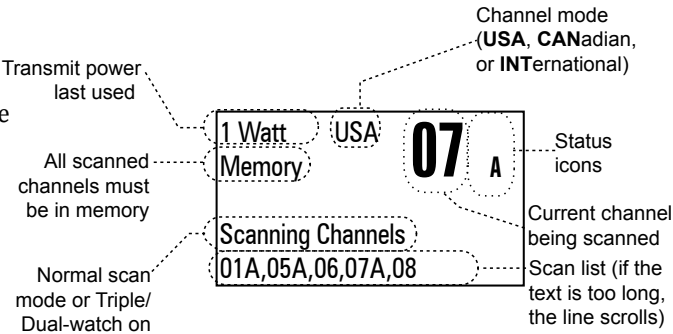 Channel mode
(USA, CANadian,
or INTernational)
Transmit power
last used
e
1 Watt USA 07 A
Memory
Status
icons
All scanned
channels must
be in memory
Current channel
being scanned
Scanning Channels
01A,05A,06,07A,08
Scan list (if the
text is too long,
the line scrolls)
Normal scan
mode or Triple/
Dual-watch on